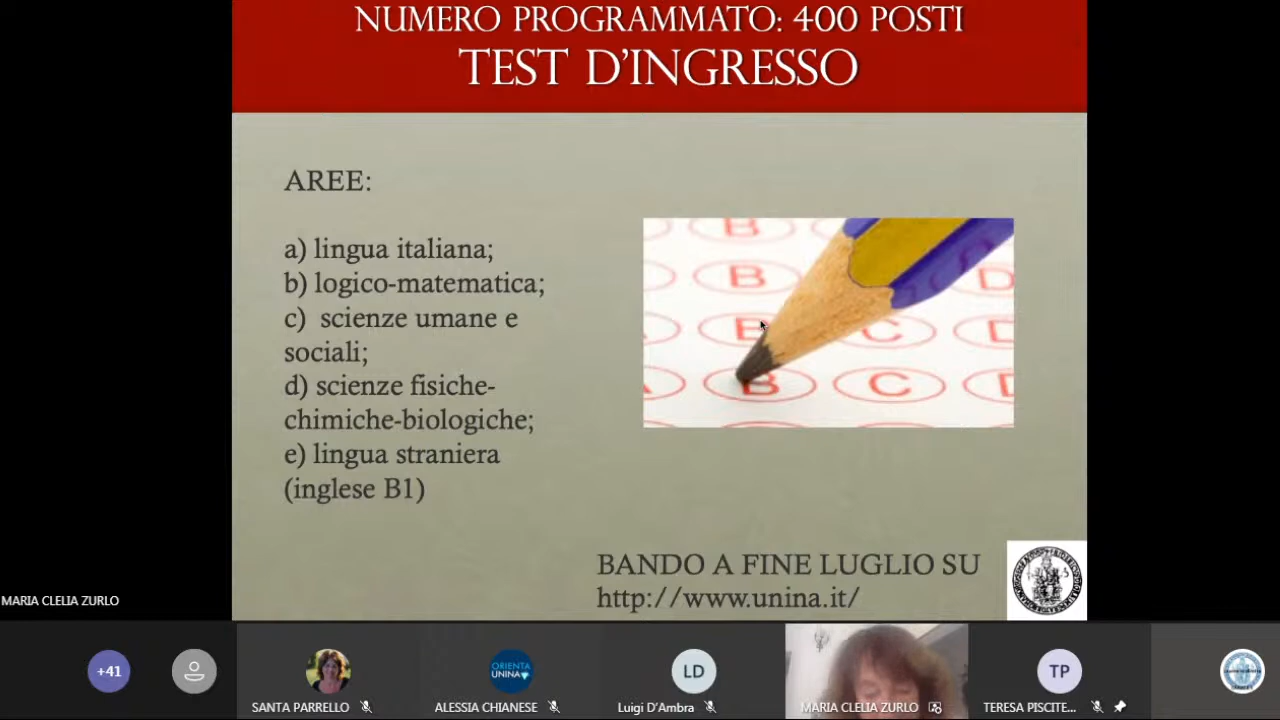 NUMERO PROGRAMMATO: 400 POSTI
TEST D'INGRESSO
AREE:
a) lingua italiana;
b) logico-matematica;
c) scienze umane e
sociali;
d) scienze fisiche-
chimiche-biologiche;
e) lingua straniera
(inglese B1)
B
B
B C D
B C D
A B C D
BANDO A FINE LUGLIO SU
http://www.unina.it/
MARIA CLELIA ZURLO
+41
ORIENTA
UNINA
LD
TP
SANTA PARRELLO
ALESSIA CHIANESE
Luigi D'Ambra
MARIA CLELIA ZURLO
TERESA PISCITE...